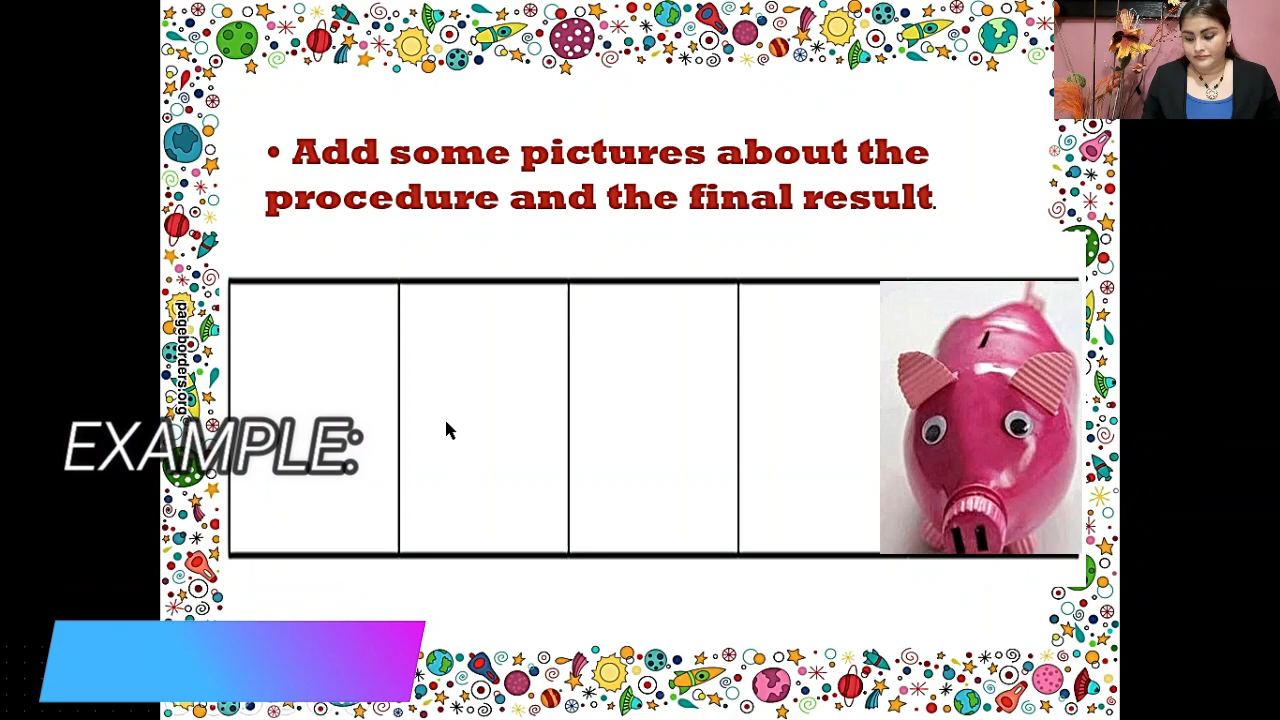 • Add some pictures about the
procedure and the final result.
pageborders.org
EXAMPLE: